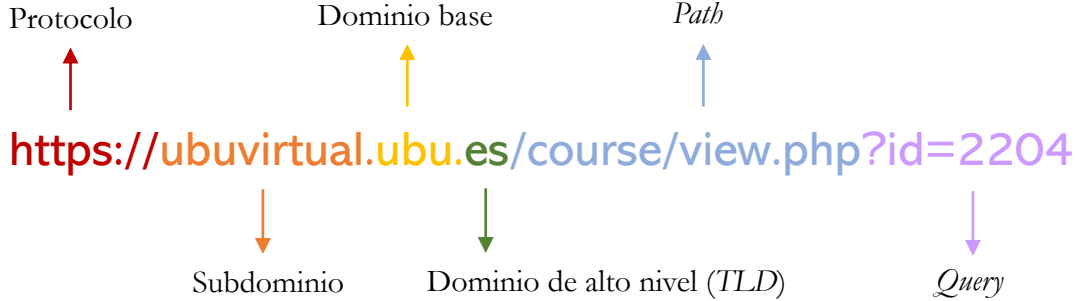 Protocolo
Dominio base
Path
https://ubuvirtual.ubu.es/course/view.php?id=2204
Subdominio
Dominio de alto nivel (TLD)
Query